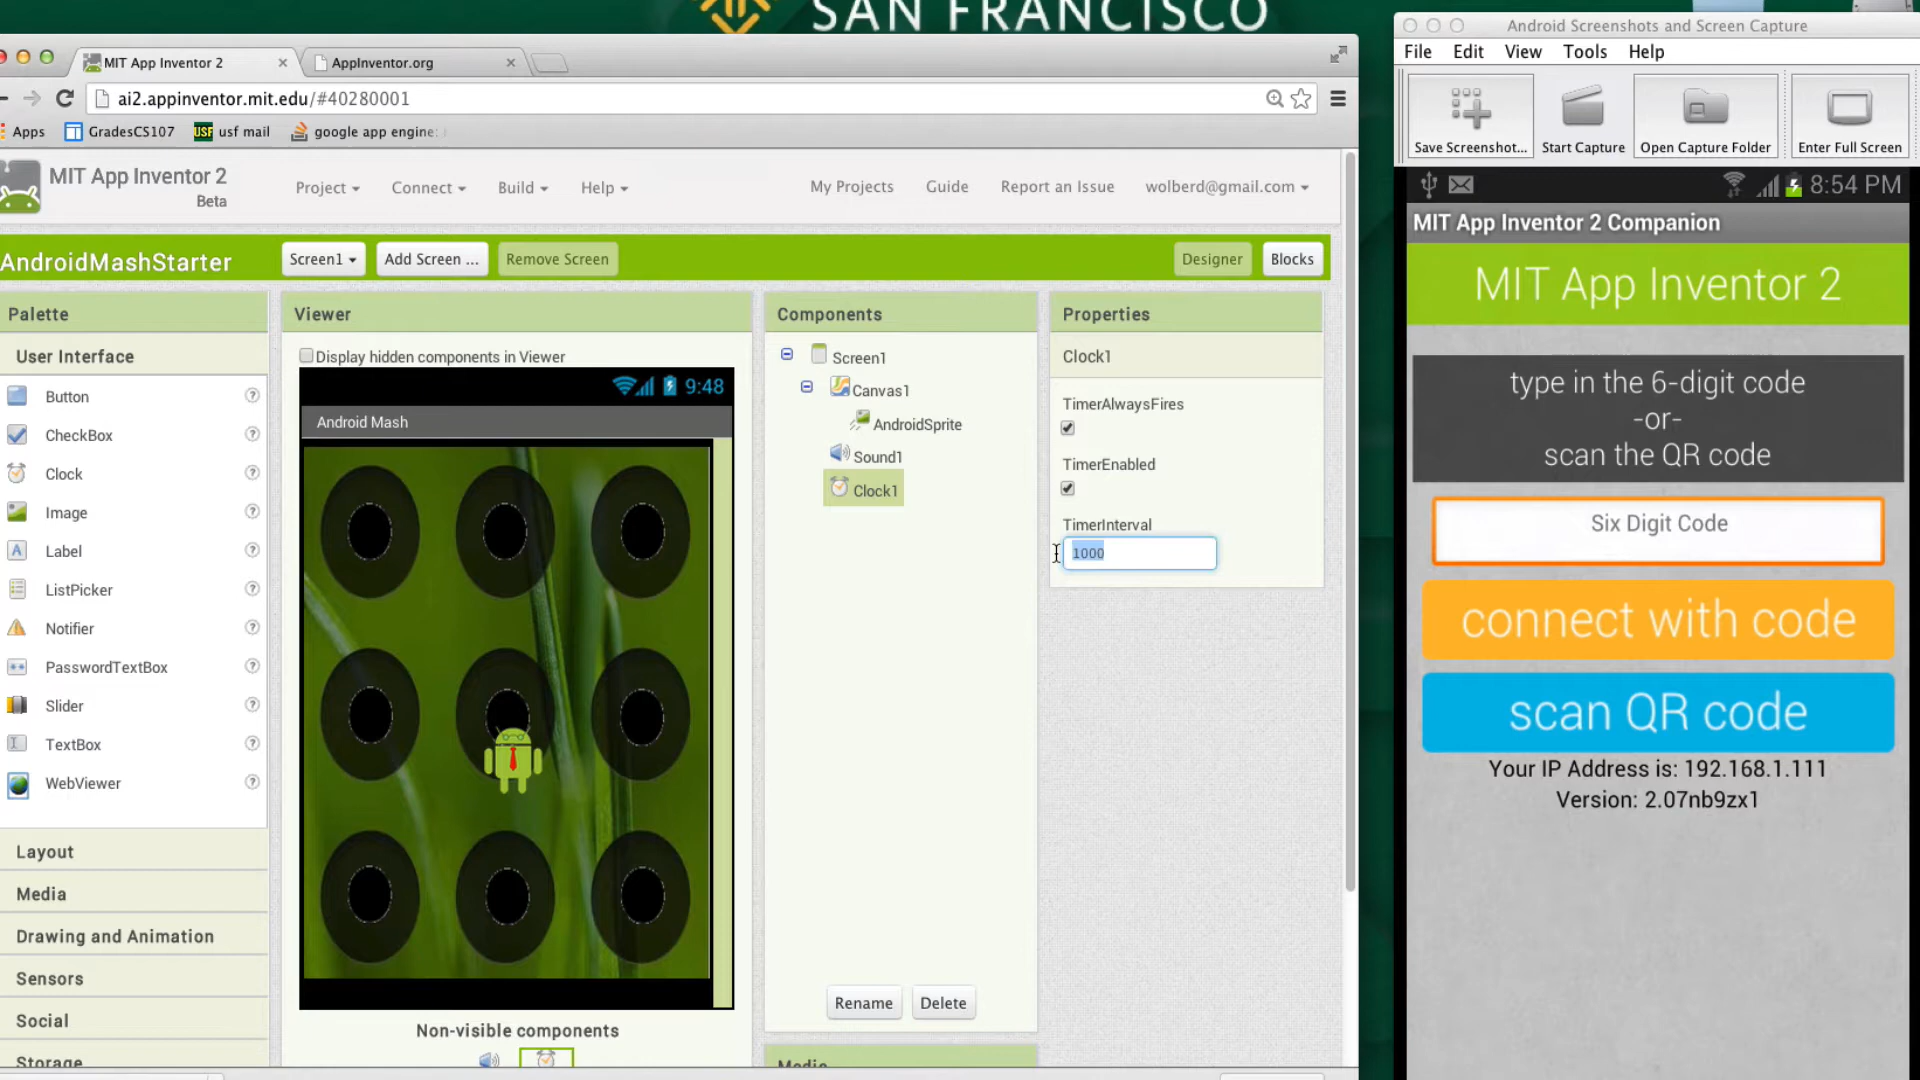 SAN FRANCISCO
MIT App Inventor 2
AppInventor.org
ai2.appinventor.mit.edu/#40280001
Apps
GradesCS107
USF
usf mail
google app engine:
MIT App Inventor 2
Beta
Project
Connect
Build
Help
My Projects
Guide
Report an Issue
wolberd@gmail.com
AndroidMashStarter
Screen1
Add Screen ...
Remove Screen
Designer
Blocks
Palette
User Interface
Button
CheckBox
Clock
Image
Label
ListPicker
Notifier
PasswordTextBox
Slider
TextBox
WebViewer
Layout
Media
Drawing and Animation
Sensors
Social
Storage
Viewer
Display hidden components in Viewer
9:48
Android Mash
Non-visible components
Components
Screen1
Canvas1
AndroidSprite
Sound1
Clock1
Rename
Delete
Media
Properties
Clock1
TimerAlwaysFires
TimerEnabled
TimerInterval
1000
Android Screenshots and Screen Capture
File
Edit
View
Tools
Help
Save Screenshot...
Start Capture
Open Capture Folder
Enter Full Screen
8:54 PM
MIT App Inventor 2 Companion
MIT App Inventor 2
type in the 6-digit code
-or-
scan the QR code
Six Digit Code
connect with code
scan QR code
Your IP Address is: 192.168.1.111
Version: 2.07nb9zx1